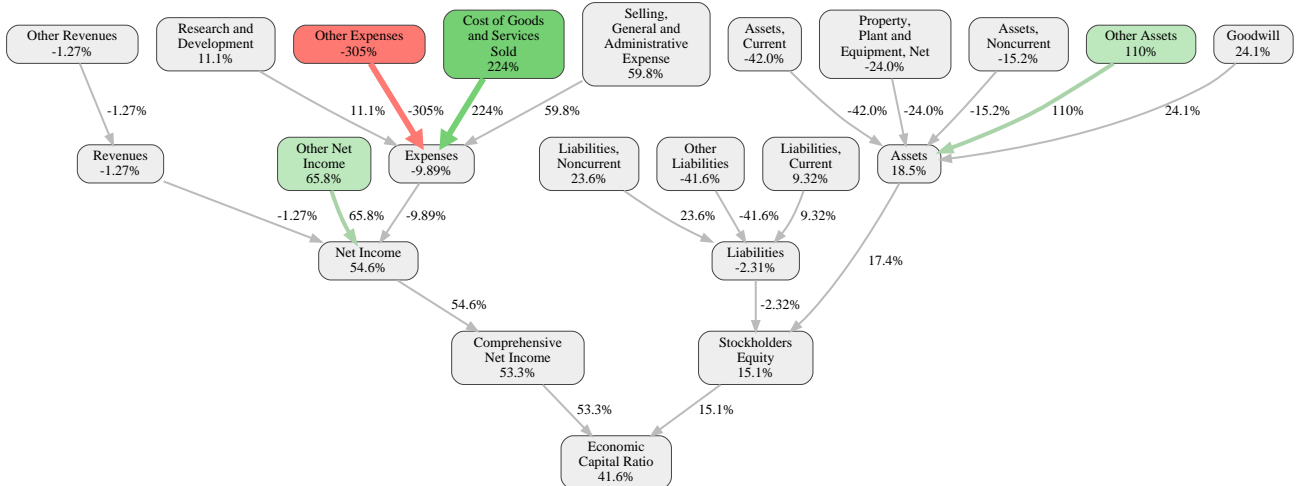 Other Revenues
-1.27%
Research and
Development
11.1%
Other Expenses
-305%
Cost of Goods
and Services
Sold
224%
Selling,
General and
Administrative
Expense
59.8%
Assets,
Current
-42.0%
Property,
Plant and
Equipment, Net
-24.0%
Assets,
Noncurrent
-15.2%
Other Assets
110%
Goodwill
24.1%
-1.27%
11.1%
-305%
224%
59.8%
-42.0%
-24.0%
-15.2%
110%
24.1%
Revenues
-1.27%
Other Net
Income
65.8%
Expenses
-9.89%
Liabilities,
Noncurrent
23.6%
Other
Liabilities
-41.6%
Liabilities,
Current
9.32%
Assets
18.5%
-1.27%
65.8%
-9.89%
23.6%
-41.6%
9.32%
Net Income
54.6%
Liabilities
-2.31%
17.4%
54.6%
-2.32%
Comprehensive
Net Income
53.3%
Stockholders
Equity
15.1%
53.3%
15.1%
Economic
Capital Ratio
41.6%